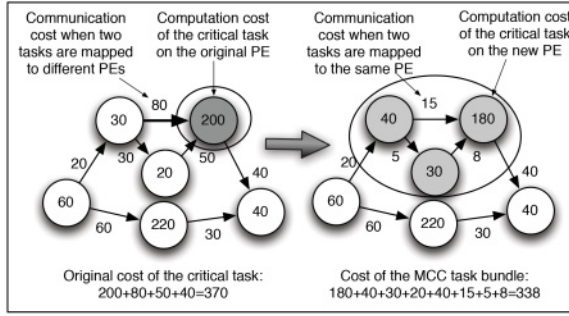 Communication
cost when two
tasks are mapped
to different PEs
Computation cost
of the critical task
on the original PE
Communication
cost when two
tasks are mapped
to the same PE
Computation cost
of the critical task
on the new PE
80
30
200
20
30
50
20
40
60
220
40
60
30
15
40
180
20
5
8
30
40
60
220
40
60
30
Original cost of the critical task:
200+80+50+40=370
Cost of the MCC task bundle:
180+40+30+20+40+15+5+8=338